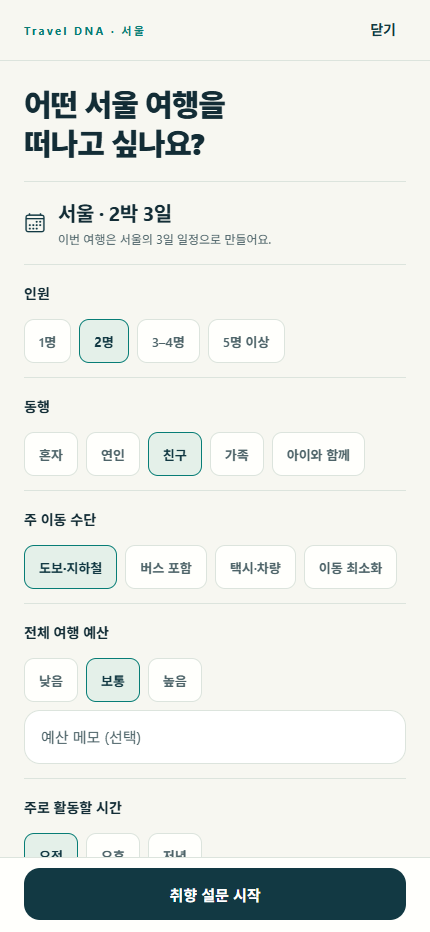 Travel DNA · 서울
닫기
어떤 서울 여행을
떠나고 싶나요?
서울 · 2박 3일
이번 여행은 서울의 3일 일정으로 만들어요.
인원
1명
2명
3–4명
5명 이상
동행
혼자
연인
친구
가족
아이와 함께
주 이동 수단
도보·지하철
버스 포함
택시·차량
이동 최소화
전체 여행 예산
낮음
보통
높음
예산 메모 (선택)
주로 활동할 시간
오전
오후
저녁
취향 설문 시작